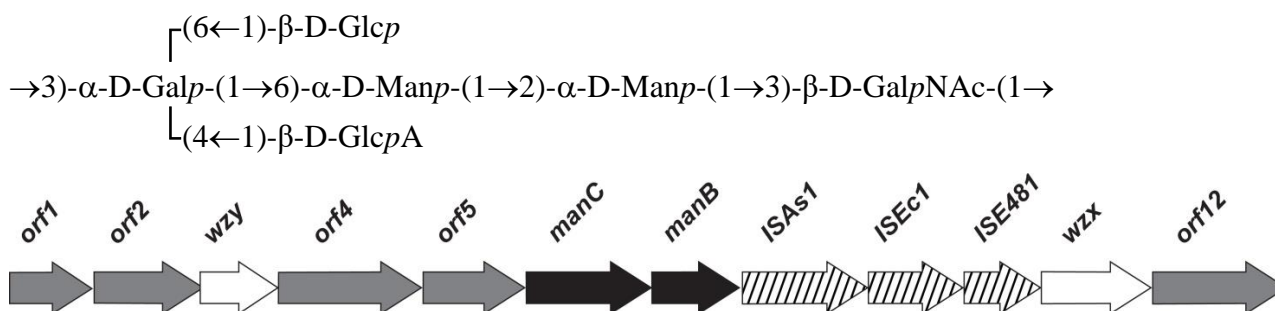 (6←1)-β-D-Glcp
→3)-α-D-Galp-(1→6)-α-D-Manp-(1→2)-α-D-Manp-(1→3)-β-D-GalpNAc-(1→
(4←1)-β-D-GlcpA
orf1 orf2 wzy orf4 orf5 manC manB ISAs1 ISEc1 ISE481 wzx orf12